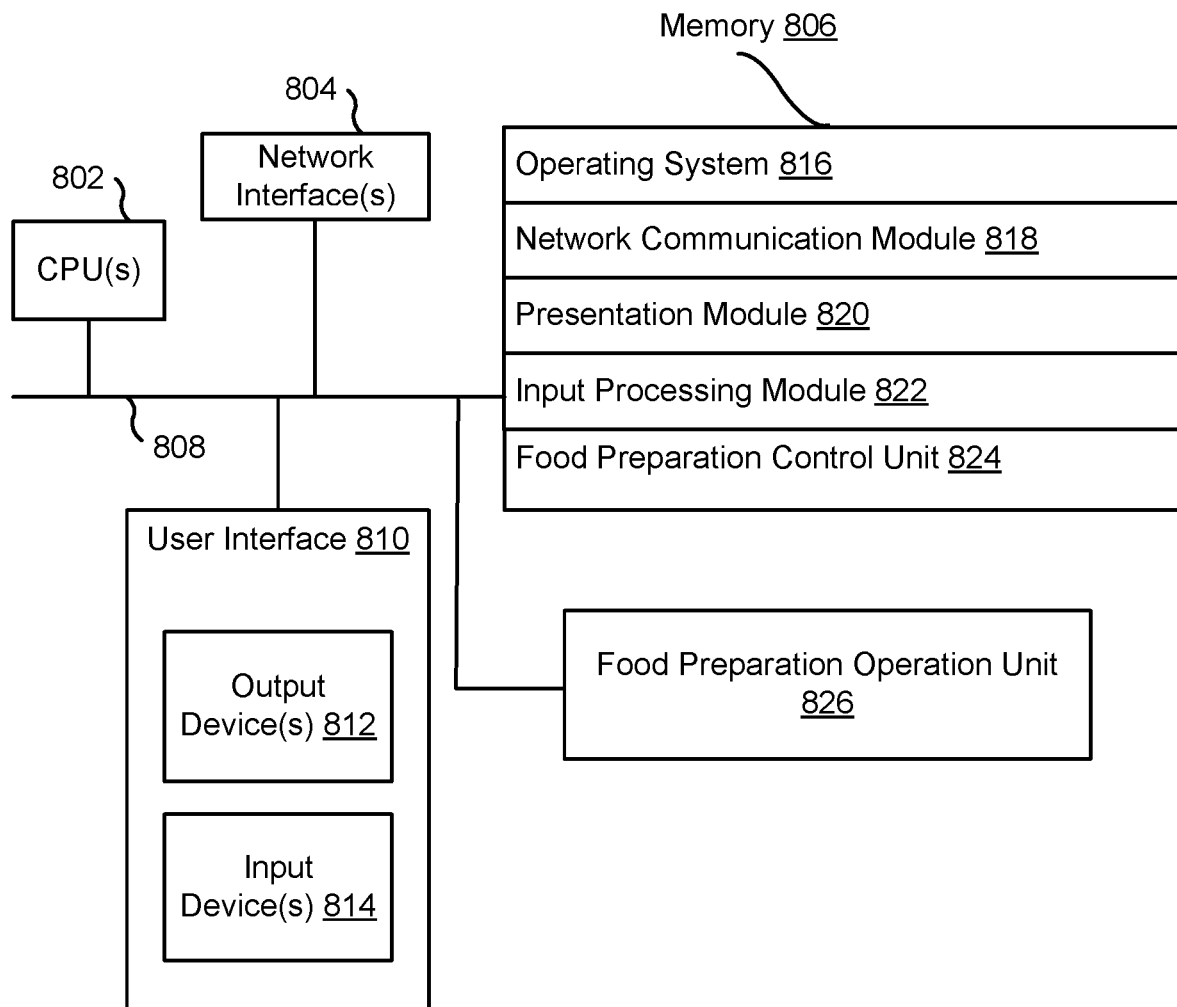 Memory 806
804
Network
Interface(s)
802
CPU(s)
Operating System 816
Network Communication Module 818
Presentation Module 820
Input Processing Module 822
Food Preparation Control Unit 824
808
User Interface 810
Output
Device(s) 812
Input
Device(s) 814
Food Preparation Operation Unit
826